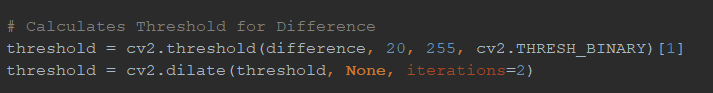 # Calculates Threshold for Difference
threshold = cv2.threshold(difference, 20, 255, cv2.THRESH_BINARY)[1]
threshold = cv2.dilate(threshold, None, iterations=2)